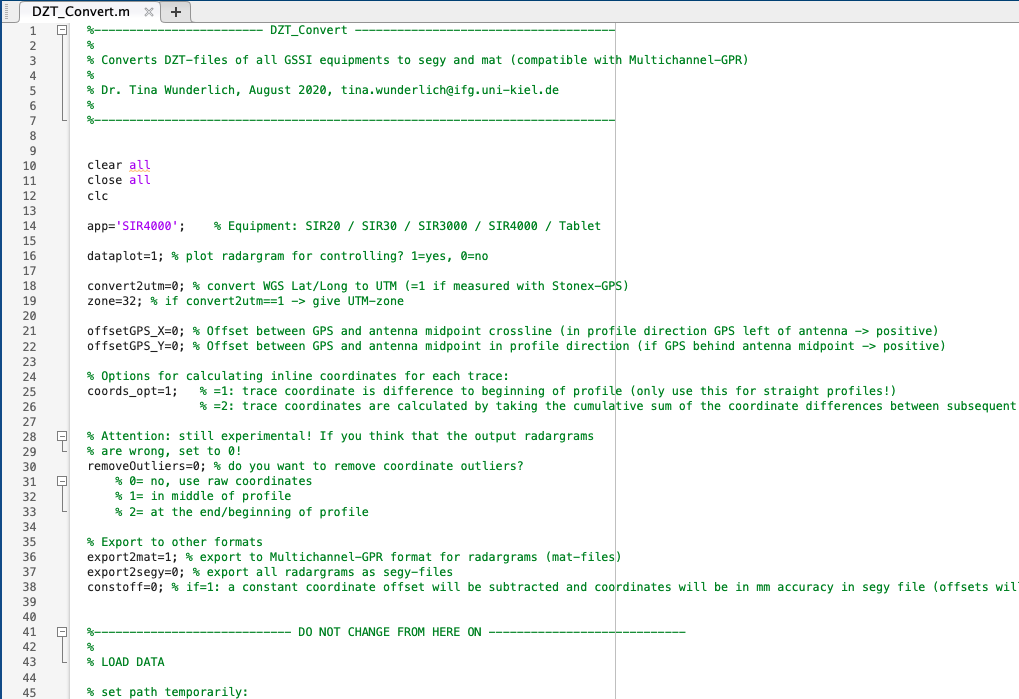 DZT_Convert.m × +
1 %------------------------ DZT_Convert -------------------------------------
2 %
3 % Converts DZT-files of all GSSI equipments to segy and mat (compatible with Multichannel-GPR)
4 %
5 % Dr. Tina Wunderlich, August 2020, tina.wunderlich@ifg.uni-kiel.de
6 %
7 %--------------------------------------------------------------------------
8
9
10 clear all
11 close all
12 clc
13
14 app='SIR4000';    % Equipment: SIR20 / SIR30 / SIR3000 / SIR4000 / Tablet
15
16 dataplot=1; % plot radargram for controlling? 1=yes, 0=no
17
18 convert2utm=0; % convert WGS Lat/Long to UTM (=1 if measured with Stonex-GPS)
19 zone=32; % if convert2utm==1 -> give UTM-zone
20
21 offsetGPS_X=0; % Offset between GPS and antenna midpoint crossline (in profile direction GPS left of antenna -> positive)
22 offsetGPS_Y=0; % Offset between GPS and antenna midpoint in profile direction (if GPS behind antenna midpoint -> positive)
23
24 % Options for calculating inline coordinates for each trace:
25 coords_opt=1;   % =1: trace coordinate is difference to beginning of profile (only use this for straight profiles!)
26                 % =2: trace coordinates are calculated by taking the cumulative sum of the coordinate differences between subsequent
27
28 % Attention: still experimental! If you think that the output radargrams
29 % are wrong, set to 0!
30 removeOutliers=0; % do you want to remove coordinate outliers?
31     % 0= no, use raw coordinates
32     % 1= in middle of profile
33     % 2= at the end/beginning of profile
34
35 % Export to other formats
36 export2mat=1; % export to Multichannel-GPR format for radargrams (mat-files)
37 export2segy=0; % export all radargrams as segy-files
38 constoff=0; % if=1: a constant coordinate offset will be subtracted and coordinates will be in mm accuracy in segy file (offsets wil
39
40
41 %---------------------------- DO NOT CHANGE FROM HERE ON ----------------------------
42 %
43 % LOAD DATA
44
45 % set path temporarily: